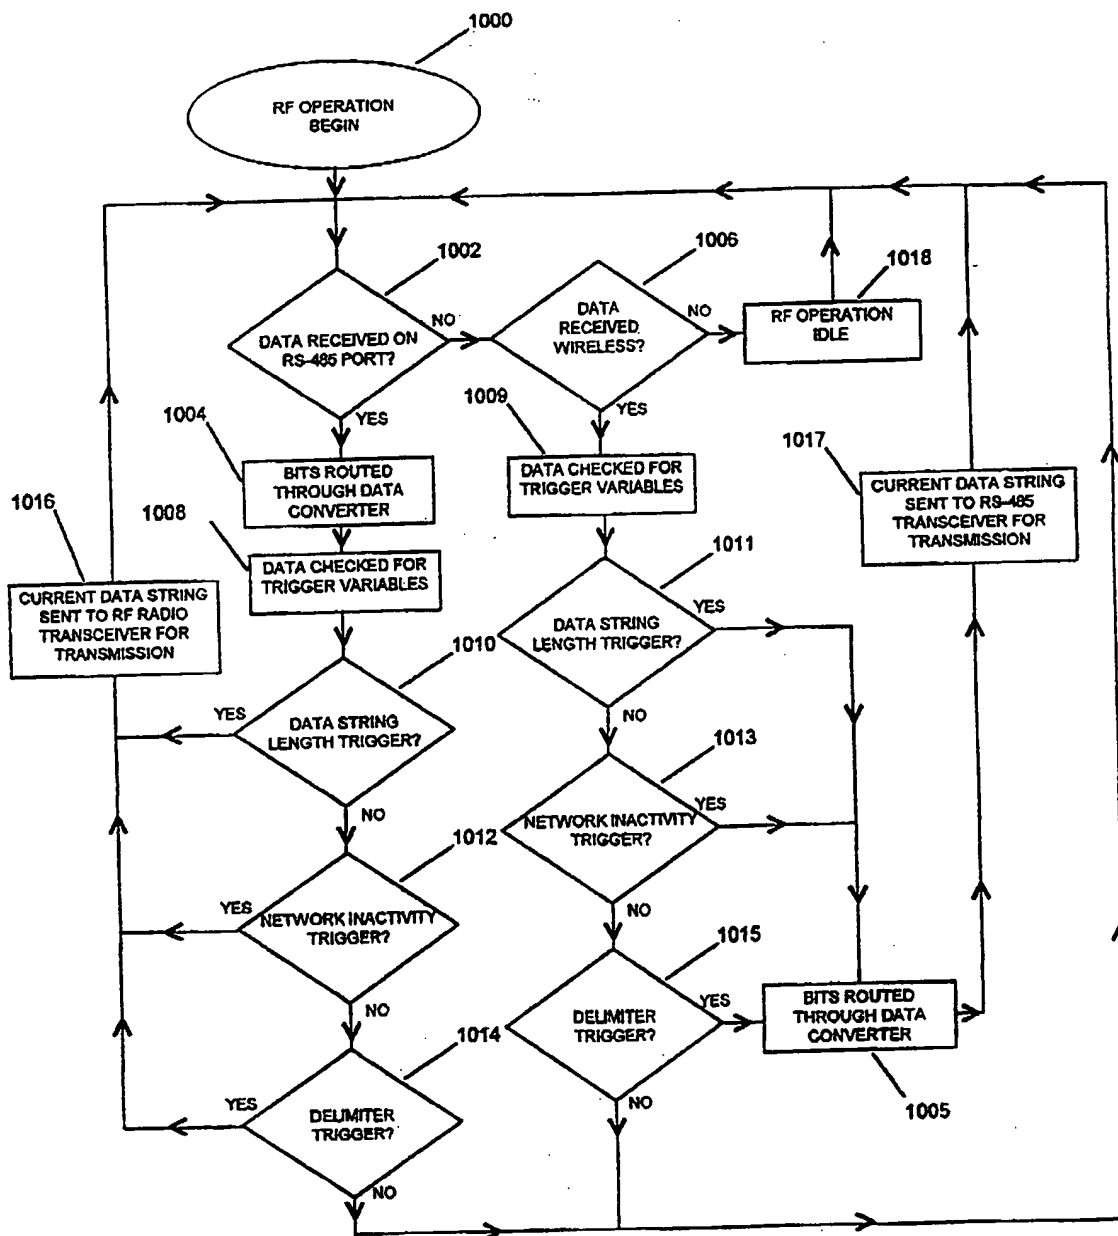 1000
RF OPERATION
BEGIN
1002
1006
1018
DATA RECEIVED ON
RS-485 PORT?
NO
DATA
RECEIVED
WIRELESS?
NO
RF OPERATION
IDLE
YES
YES
1004
BITS ROUTED
THROUGH DATA
CONVERTER
1009
DATA CHECKED FOR
TRIGGER VARIABLES
1017
CURRENT DATA STRING
SENT TO RS-485
TRANSCEIVER FOR
TRANSMISSION
1016
CURRENT DATA STRING
SENT TO RF RADIO
TRANSCEIVER FOR
TRANSMISSION
1008
DATA CHECKED FOR
TRIGGER VARIABLES
1011
DATA STRING
LENGTH TRIGGER?
YES
NO
1010
DATA STRING
LENGTH TRIGGER?
YES
NO
1013
NETWORK INACTIVITY
TRIGGER?
YES
NO
1012
NETWORK INACTIVITY
TRIGGER?
YES
NO
1015
DELIMITER
TRIGGER?
YES
NO
BITS ROUTED
THROUGH DATA
CONVERTER
1005
1014
DELIMITER
TRIGGER?
YES
NO